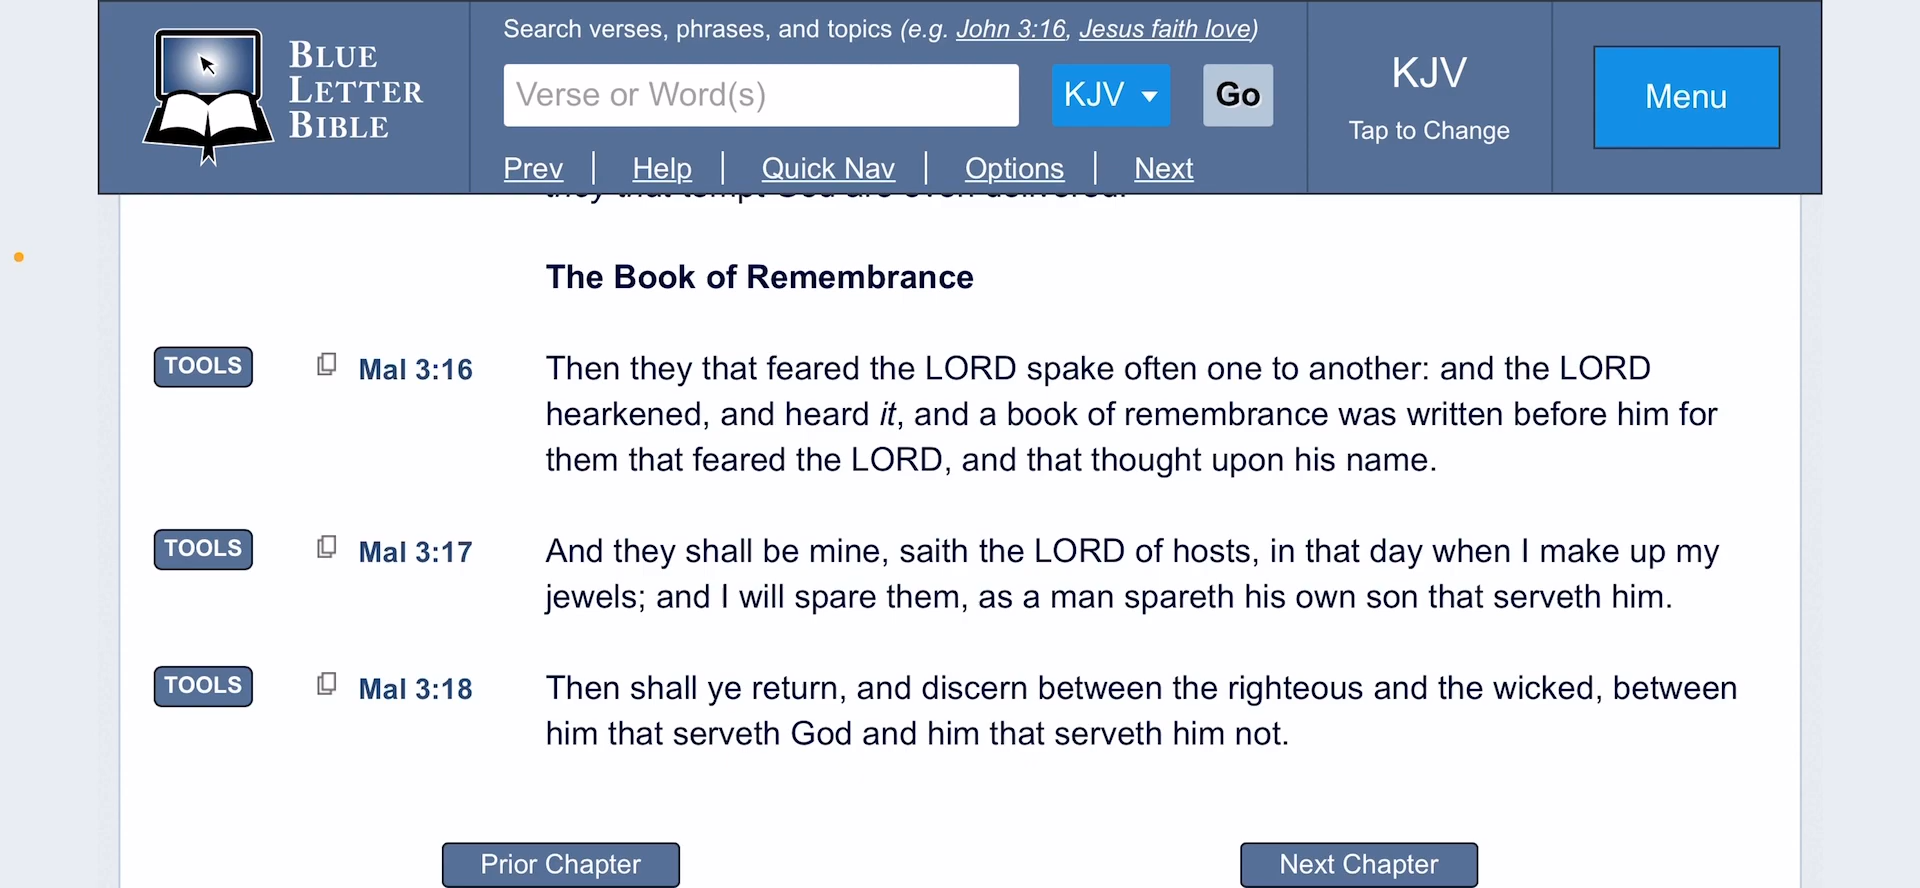 BLUE
LETTER
BIBLE
Search verses, phrases, and topics (e.g. John 3:16, Jesus faith love)
Verse or Word(s)
KJV
Go
KJV
Tap to Change
Menu
Prev | Help | Quick Nav | Options | Next
they that tempt God are even delivered.
The Book of Remembrance
TOOLS Mal 3:16 Then they that feared the LORD spake often one to another: and the LORD
hearkened, and heard it, and a book of remembrance was written before him for
them that feared the LORD, and that thought upon his name.
TOOLS Mal 3:17 And they shall be mine, saith the LORD of hosts, in that day when I make up my
jewels; and I will spare them, as a man spareth his own son that serveth him.
TOOLS Mal 3:18 Then shall ye return, and discern between the righteous and the wicked, between
him that serveth God and him that serveth him not.
Prior Chapter
Next Chapter